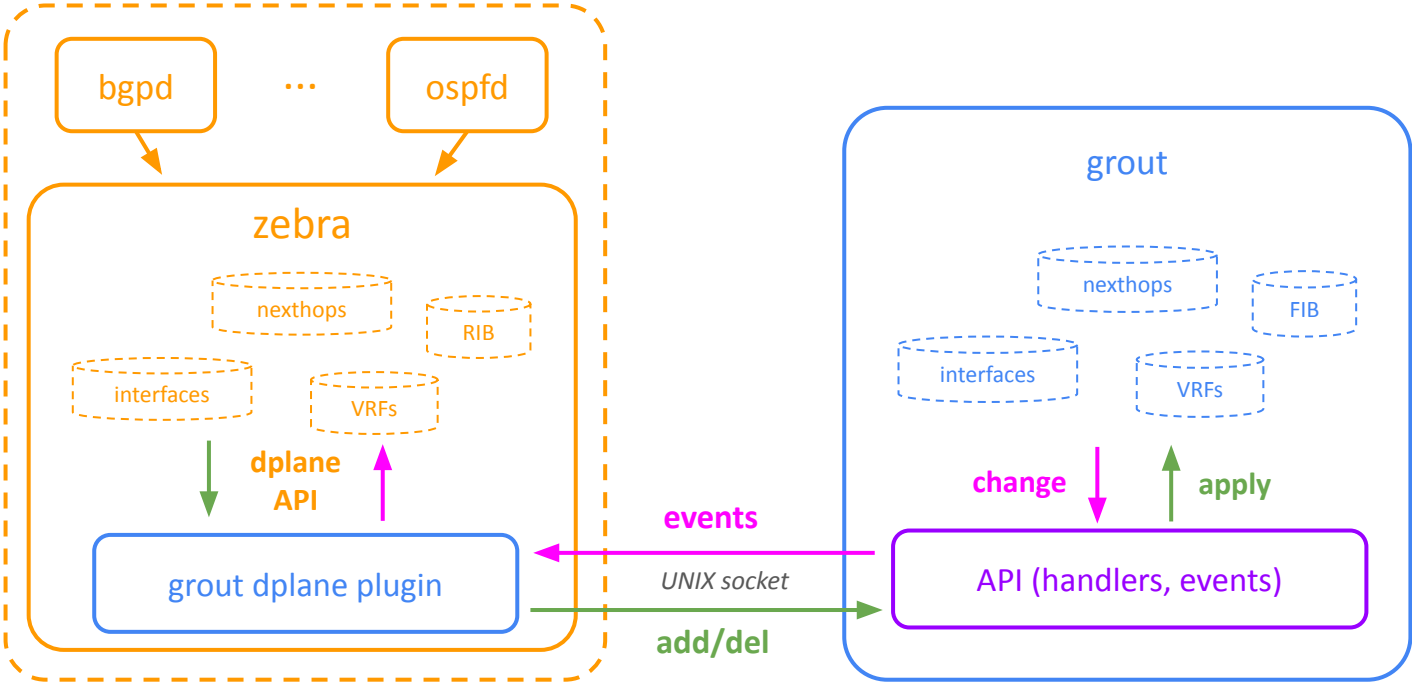 bgpd
...
ospfd
zebra
nexthops
RIB
interfaces
VRFs
dplane
API
grout dplane plugin
events
UNIX socket
add/del
grout
nexthops
FIB
interfaces
VRFs
change
apply
API (handlers, events)